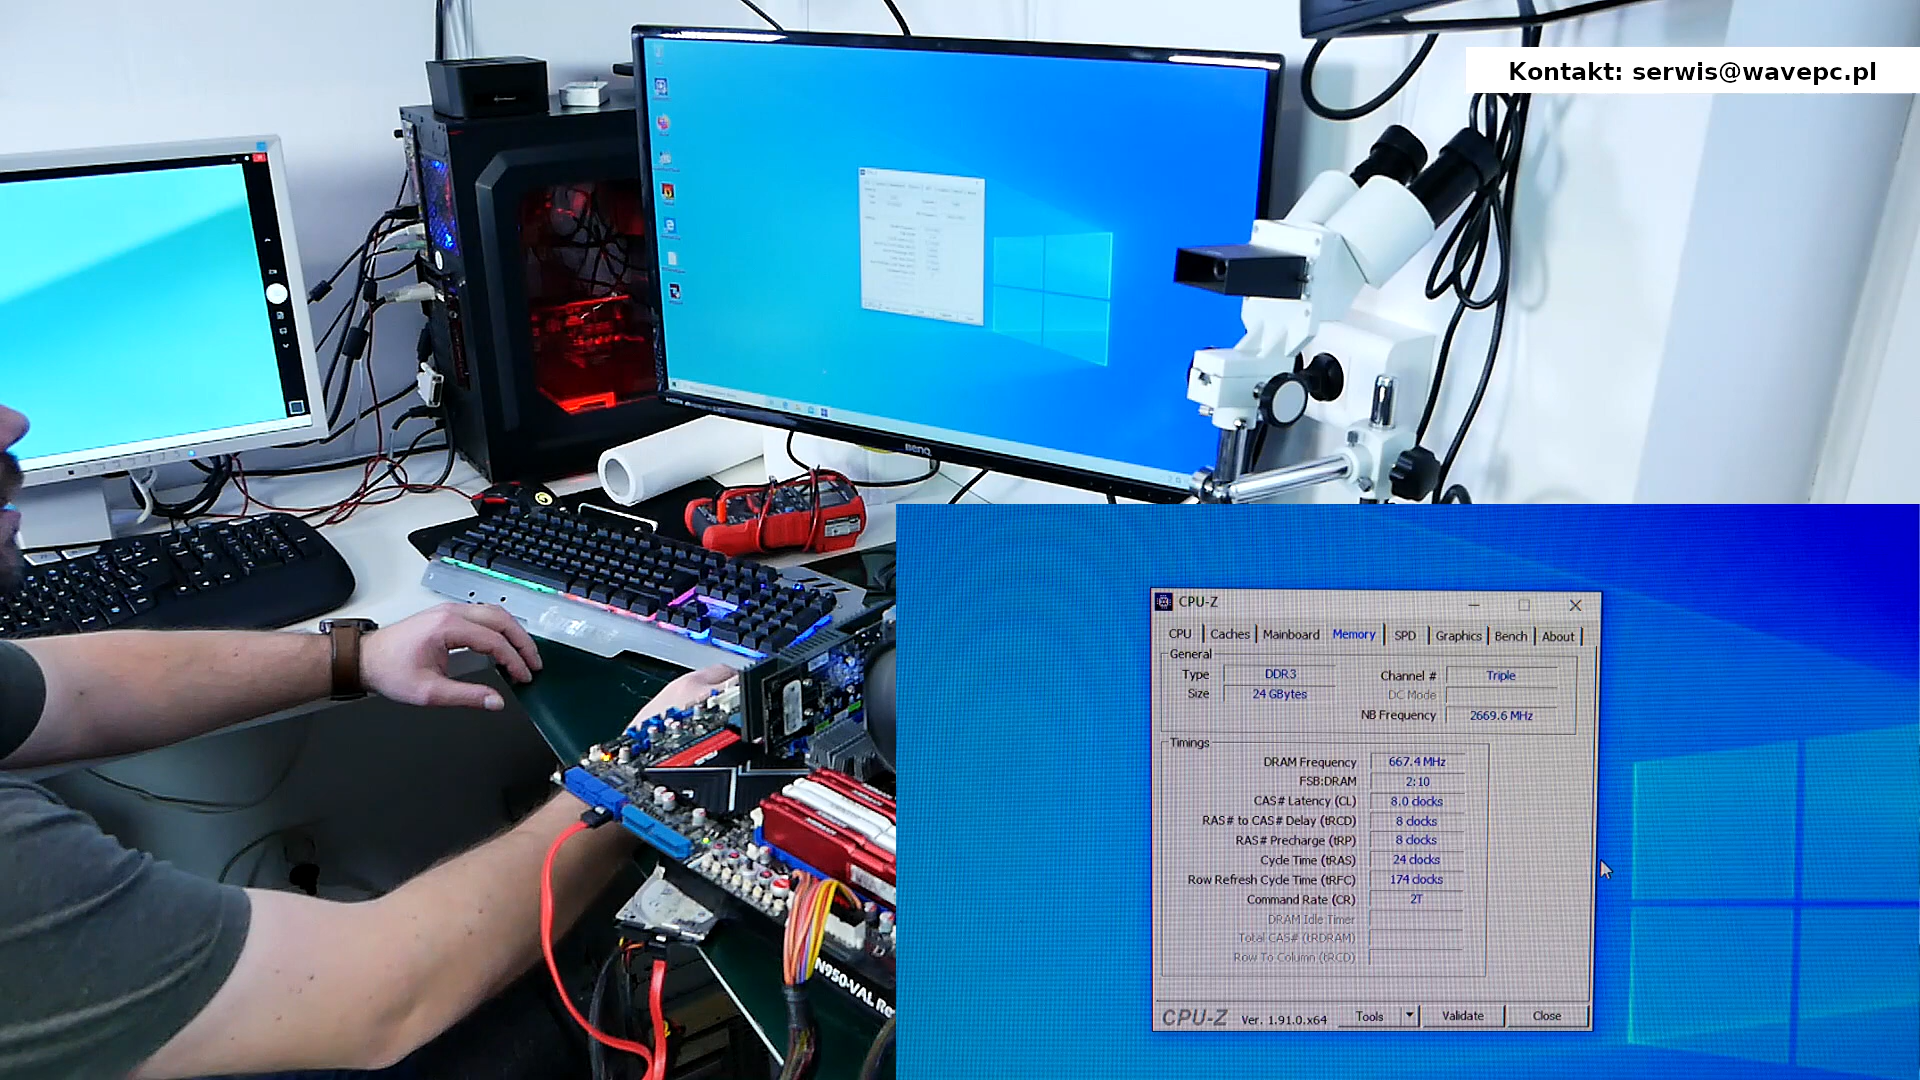 Kontakt: serwis@wavepc.pl
BenQ
CPU-Z
CPU Caches Mainboard Memory SPD Graphics Bench About
General
Type DDR3 Channel # Triple
Size 24 GBytes DC Mode
NB Frequency 2669.6 MHz
Timings
DRAM Frequency 667.4 MHz
FSB:DRAM 2:10
CAS# Latency (CL) 8.0 clocks
RAS# to CAS# Delay (tRCD) 8 clocks
RAS# Precharge (tRP) 8 clocks
Cycle Time (tRAS) 24 clocks
Row Refresh Cycle Time (tRFC) 174 clocks
Command Rate (CR) 2T
DRAM Idle Timer
Total CAS# (tRDRAM)
Row To Column (tRCD)
CPU-Z Ver. 1.91.0.x64 Tools Validate Close